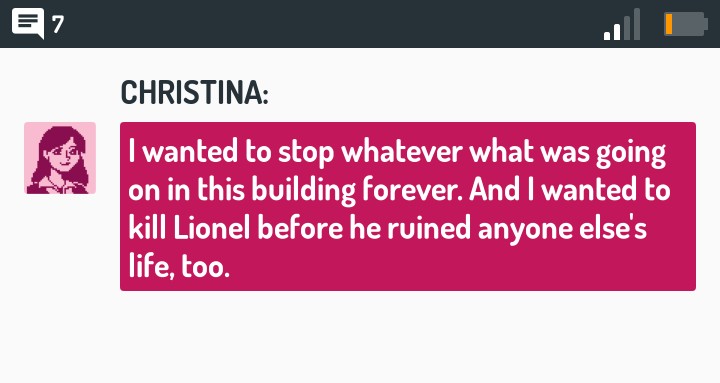 7
CHRISTINA:
I wanted to stop whatever what was going
on in this building forever. And I wanted to
kill Lionel before he ruined anyone else's
life, too.